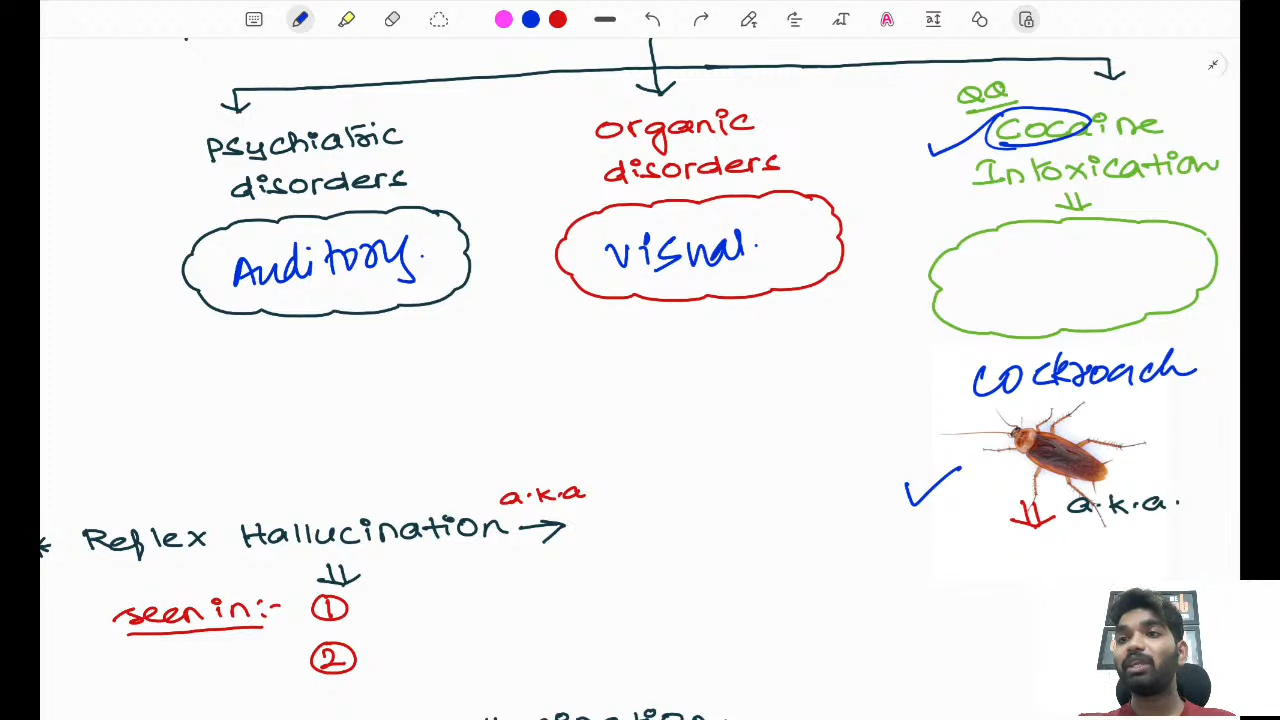 Psychiatric
disorders
Auditory.
Organic
disorders
Visual.
QQ
Cocaine
Intoxication
Cockroach
a.k.a.
* Reflex Hallucination → a.k.a
seen in:- ①
②